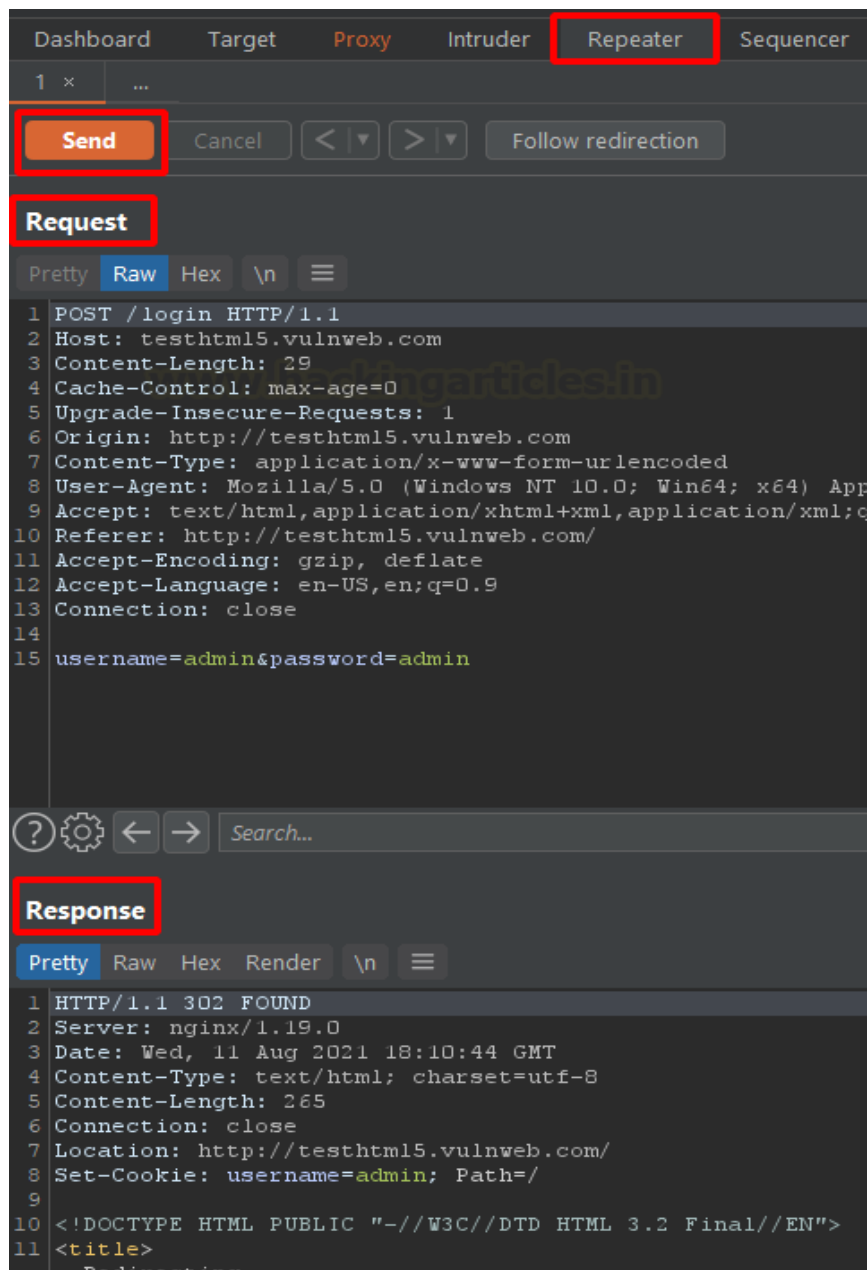 Dashboard Target Proxy Intruder Repeater Sequencer
1 × ...
Send Cancel < ▼ > ▼ Follow redirection
Request
Pretty Raw Hex \n ≡
1 POST /login HTTP/1.1
2 Host: testhtml5.vulnweb.com
3 Content-Length: 29
4 Cache-Control: max-age=0
5 Upgrade-Insecure-Requests: 1
6 Origin: http://testhtml5.vulnweb.com
7 Content-Type: application/x-www-form-urlencoded
8 User-Agent: Mozilla/5.0 (Windows NT 10.0; Win64; x64) App
9 Accept: text/html,application/xhtml+xml,application/xml;q
10 Referer: http://testhtml5.vulnweb.com/
11 Accept-Encoding: gzip, deflate
12 Accept-Language: en-US,en;q=0.9
13 Connection: close
14
15 username=admin&password=admin
www.hackingarticles.in
? Search...
Response
Pretty Raw Hex Render \n ≡
1 HTTP/1.1 302 FOUND
2 Server: nginx/1.19.0
3 Date: Wed, 11 Aug 2021 18:10:44 GMT
4 Content-Type: text/html; charset=utf-8
5 Content-Length: 265
6 Connection: close
7 Location: http://testhtml5.vulnweb.com/
8 Set-Cookie: username=admin; Path=/
9
10 <!DOCTYPE HTML PUBLIC "-//W3C//DTD HTML 3.2 Final//EN">
11 <title>